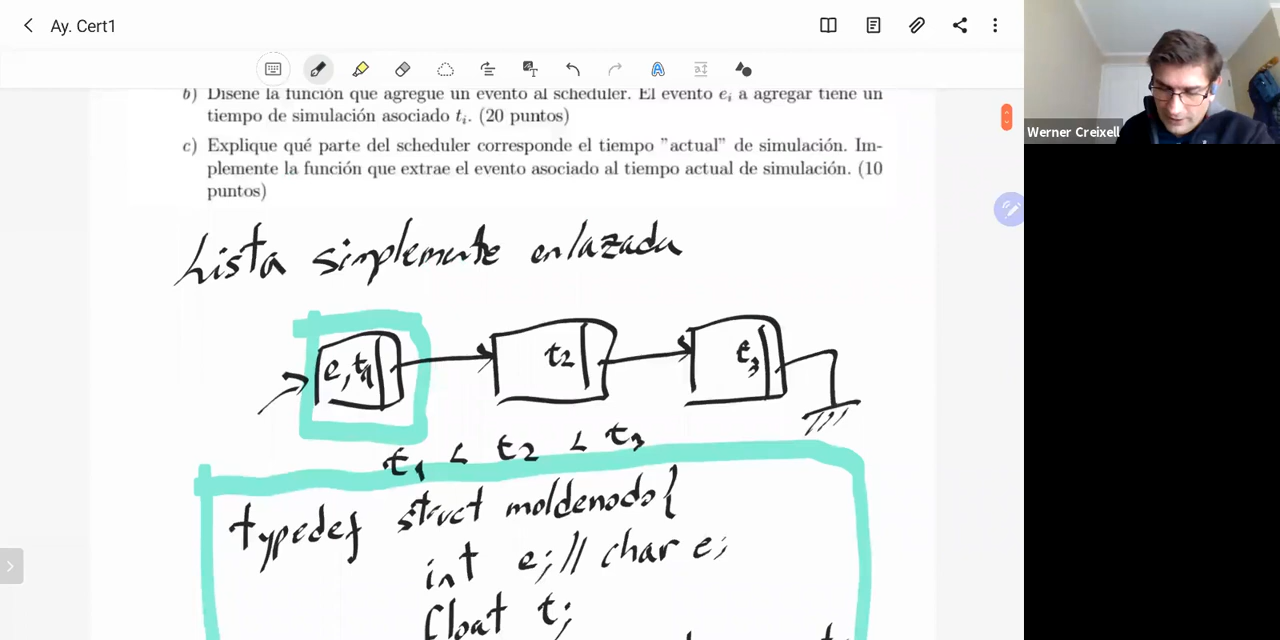 Ay. Cert1
b) Diseñe la función que agregue un evento al scheduler. El evento eᵢ a agregar tiene un
tiempo de simulación asociado tᵢ. (20 puntos)
c) Explique qué parte del scheduler corresponde el tiempo "actual" de simulación. Im-
plemente la función que extrae el evento asociado al tiempo actual de simulación. (10
puntos)
Werner Creixell
Lista simplemente enlazada
e, t1
t2
t3
t1 < t2 < t3
typedef struct moldenodo{
int e; // char e;
float t;